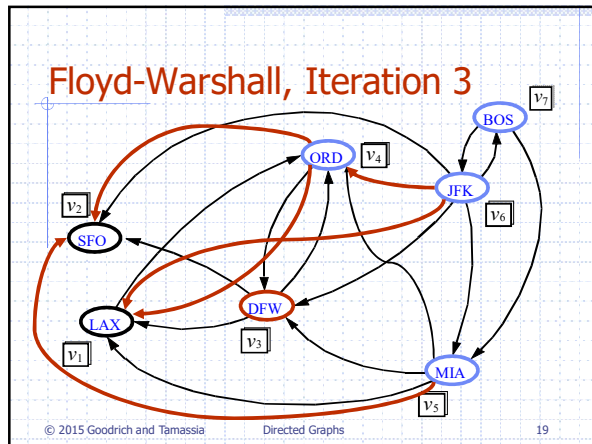 Floyd-Warshall, Iteration 3
v7
BOS
ORD
v4
JFK
v2
v6
SFO
DFW
LAX
v3
v1
MIA
v5
© 2015 Goodrich and Tamassia
Directed Graphs
19